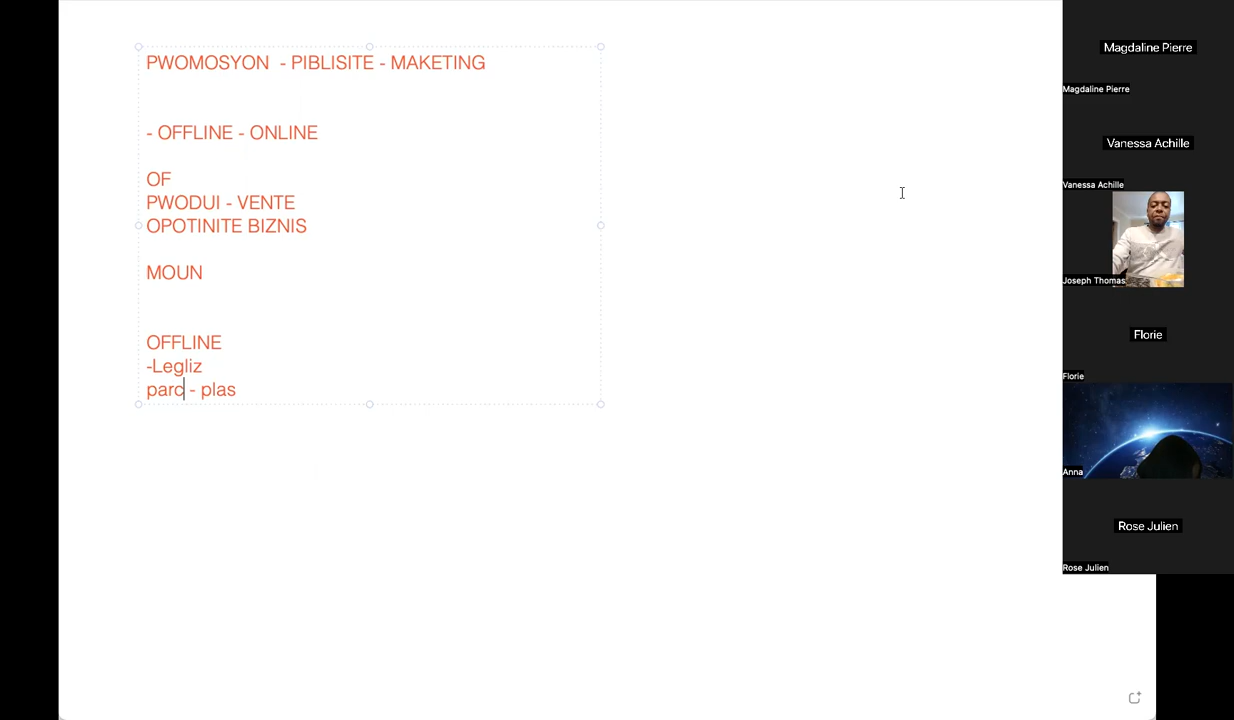 PWOMOSYON - PIBLISITE - MAKETING
- OFFLINE - ONLINE
OF
PWODUI - VENTE
OPOTINITE BIZNIS
MOUN
OFFLINE
-Legliz
parc - plas
Magdaline Pierre
Magdaline Pierre
Vanessa Achille
Vanessa Achille
Joseph Thomas
Florie
Florie
Anna
Rose Julien
Rose Julien